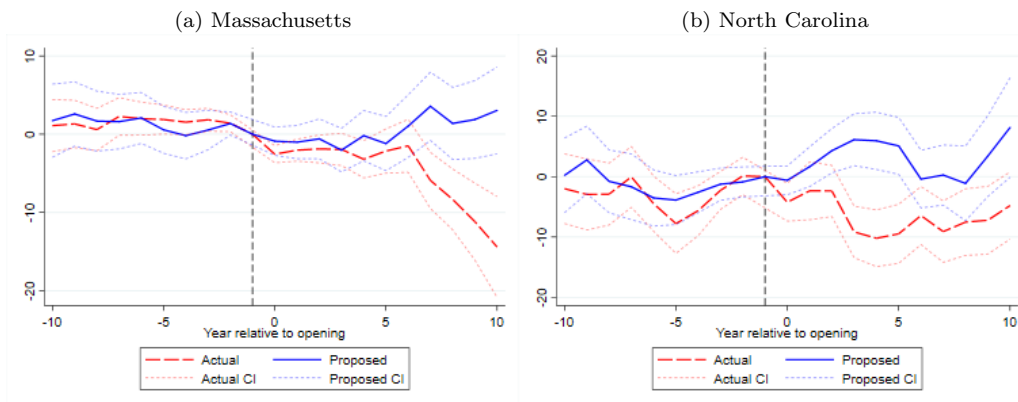 (a) Massachusetts
(b) North Carolina
10
0
-10
-20
-10
-5
0
5
10
Year relative to opening
Actual
Proposed
Actual CI
Proposed CI
20
10
0
-10
-20
-10
-5
0
5
10
Year relative to opening
Actual
Proposed
Actual CI
Proposed CI